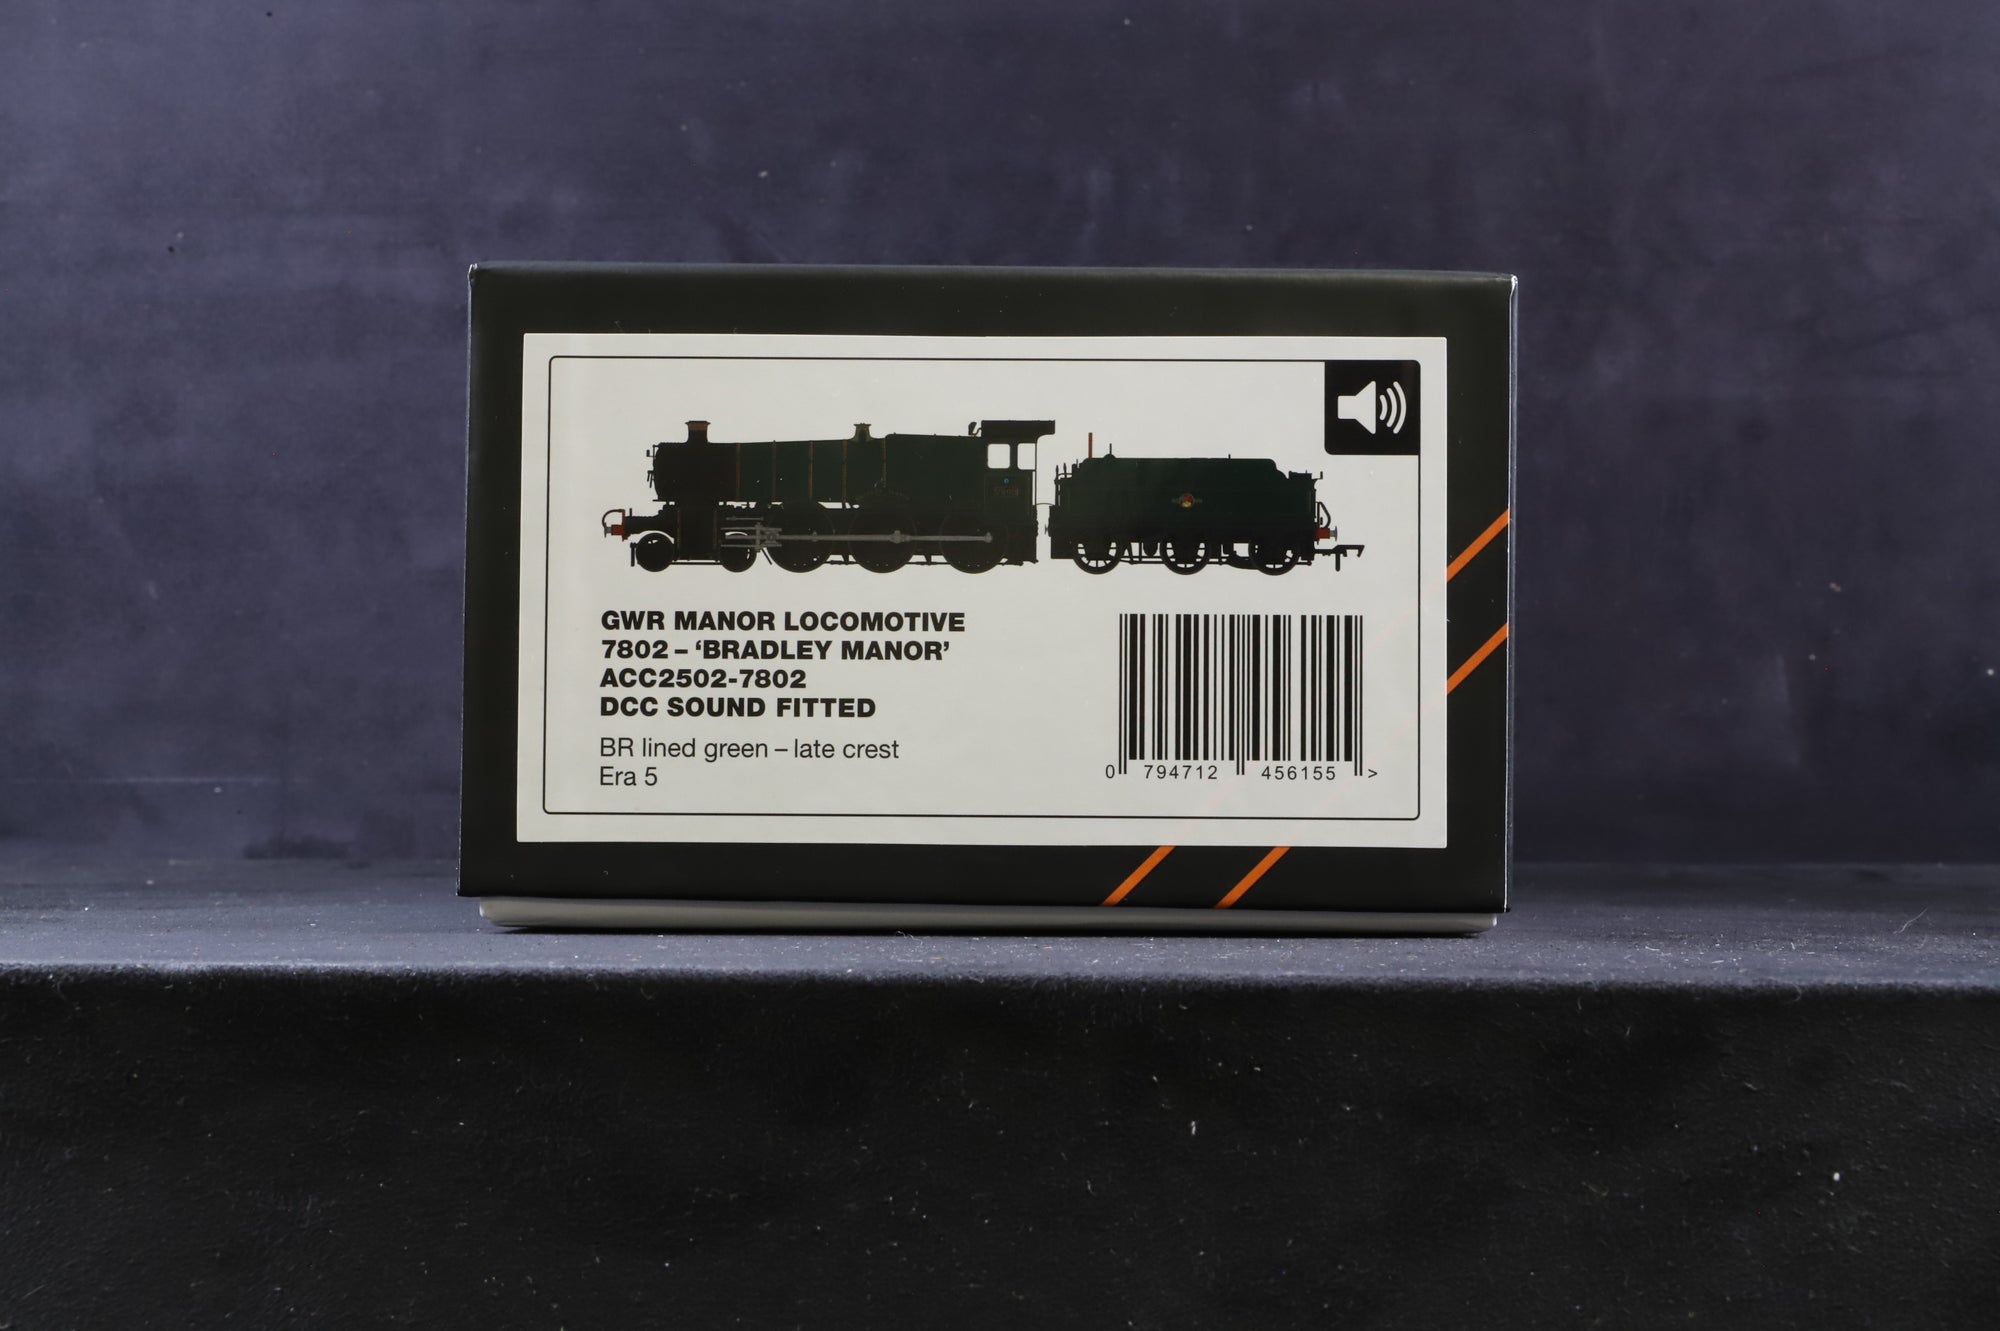 GWR MANOR LOCOMOTIVE
7802 – ‘BRADLEY MANOR’
ACC2502-7802
DCC SOUND FITTED
BR lined green – late crest
Era 5
0 794712 456155 >